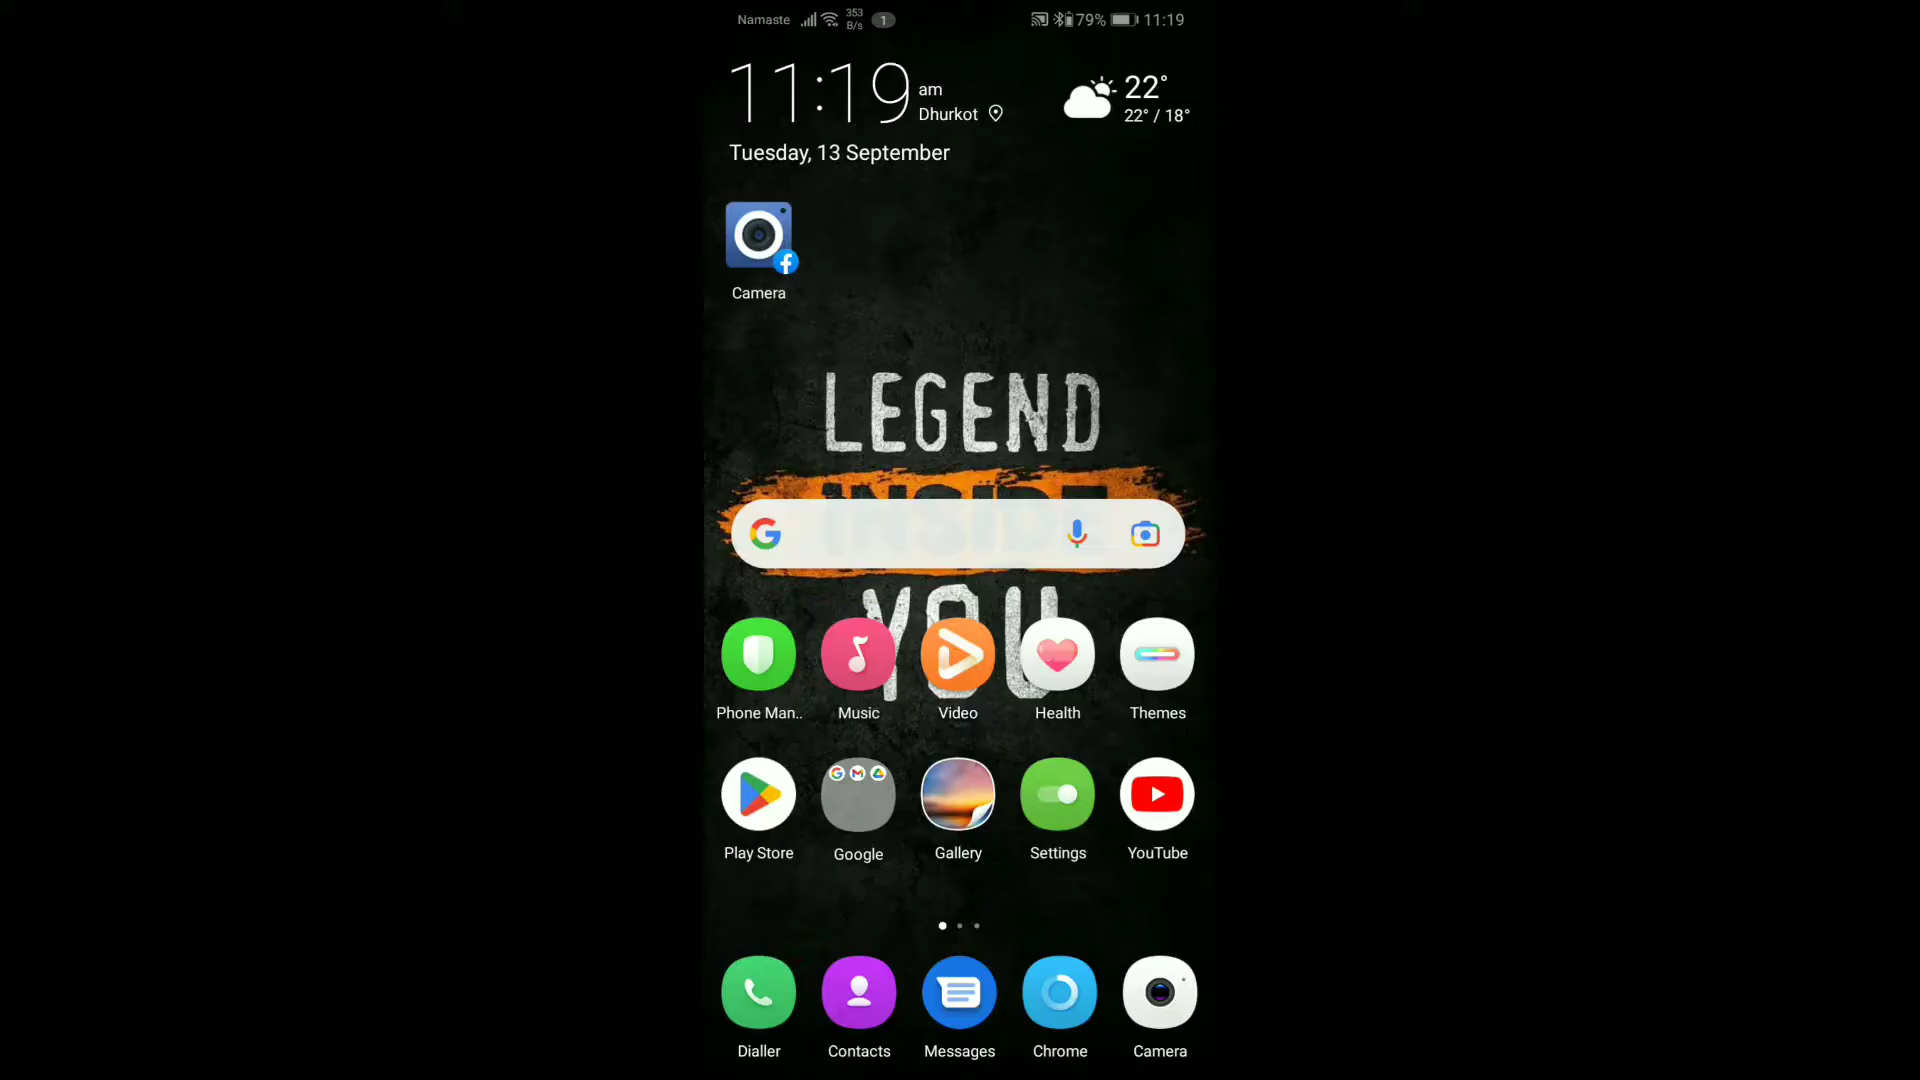 Namaste 353 B/s 1 79% 11:19
11:19 am
Dhurkot
22°
22° / 18°
Tuesday, 13 September
Camera
LEGEND
INSIDE
YOU
Phone Man.. Music Video Health Themes
Play Store Google Gallery Settings YouTube
Dialler Contacts Messages Chrome Camera